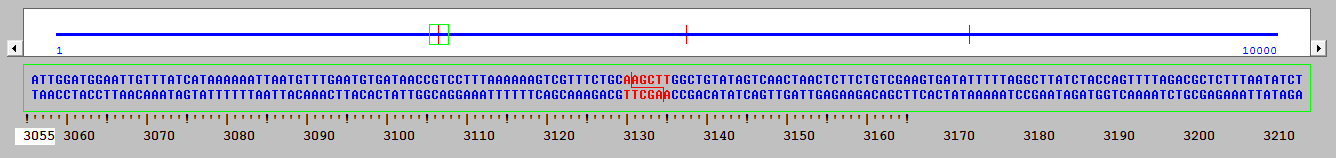 1 10000
ATTGGATGGAATTGTTTATCATAAAAAATTAATGTTTGAATGTGATAACCGTCCTTTAAAAAAGTCGTTTCTGCAAGCTTGGCTGTATAGTCAACTAACTCTTCTGTCGAAGTGATATTTTTAGGCTTATCTACCAGTTTTAGACGCTCTTTAATATCT
TAACCTACCTTAACAAATAGTATTTTTTAATTACAAACTTACACTATTGGCAGGAAATTTTTTCAGCAAAGACGTTCGAACCGACATATCAGTTGATTGAGAAGACAGCTTCACTATAAAAATCCGAATAGATGGTCAAAATCTGCGAGAAATTATAGA
3055 3060 3070 3080 3090 3100 3110 3120 3130 3140 3150 3160 3170 3180 3190 3200 3210